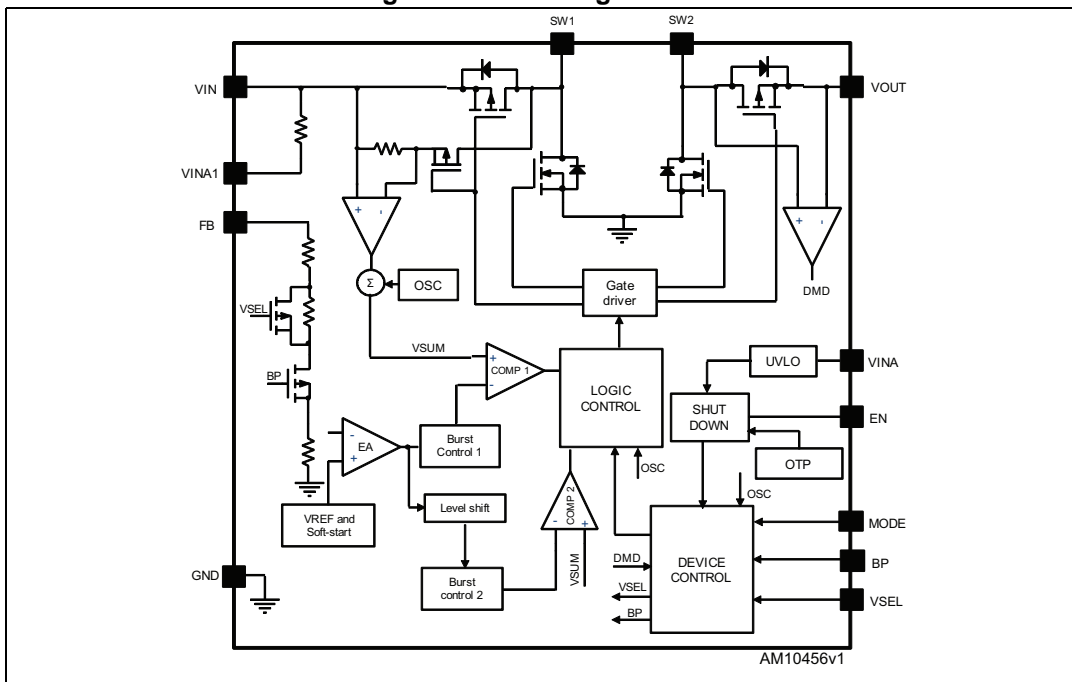 SW1
SW2
VIN
VOUT
VINA1
FB
+ -
+ -
Σ
OSC
Gate
driver
DMD
VSEL
VSUM
+
-
COMP 1
UVLO
VINA
BP
LOGIC
CONTROL
SHUT
DOWN
EN
-
+
EA
Burst
Control 1
OSC
OTP
VREF and
Soft-start
Level shift
COMP 2
- +
OSC
MODE
GND
Burst
control 2
VSUM
DMD
VSEL
BP
DEVICE
CONTROL
BP
VSEL
AM10456v1